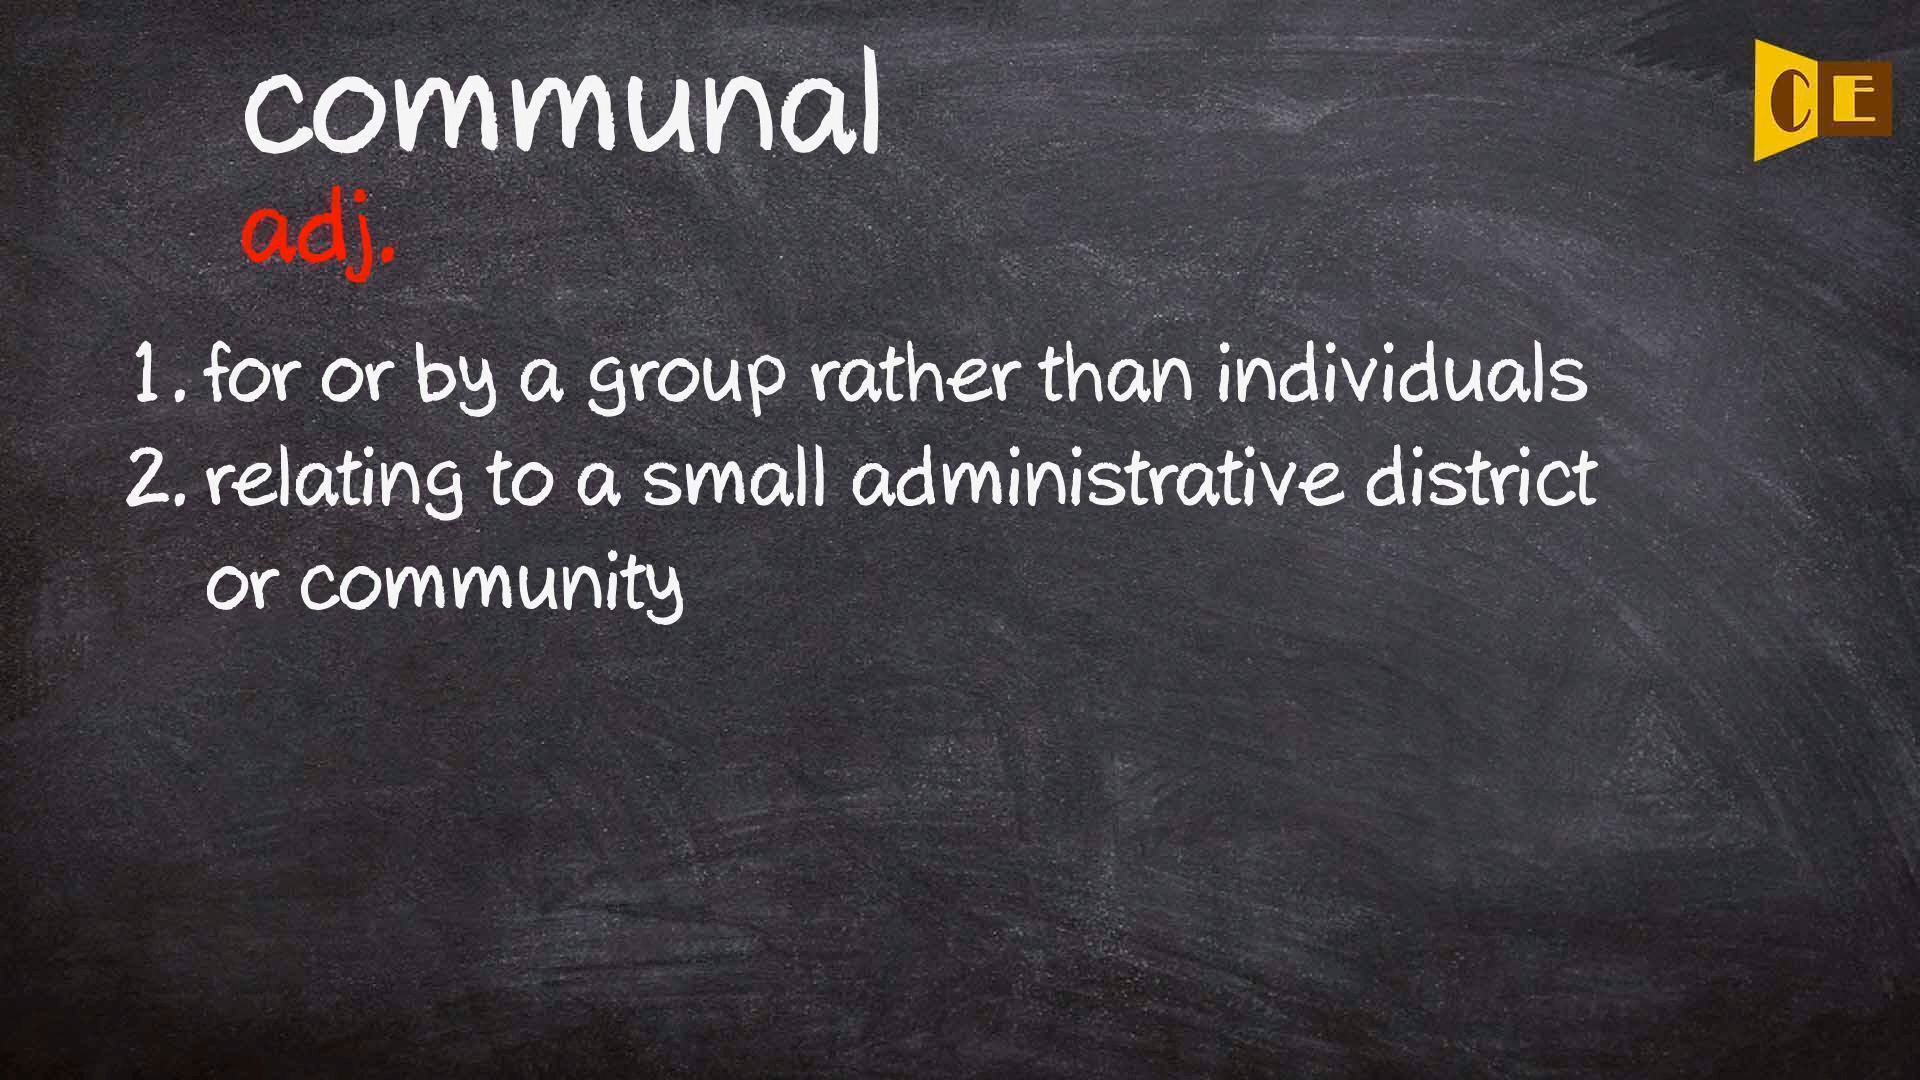 communal
CE
adj.
1. for or by a group rather than individuals
2. relating to a small administrative district
or community